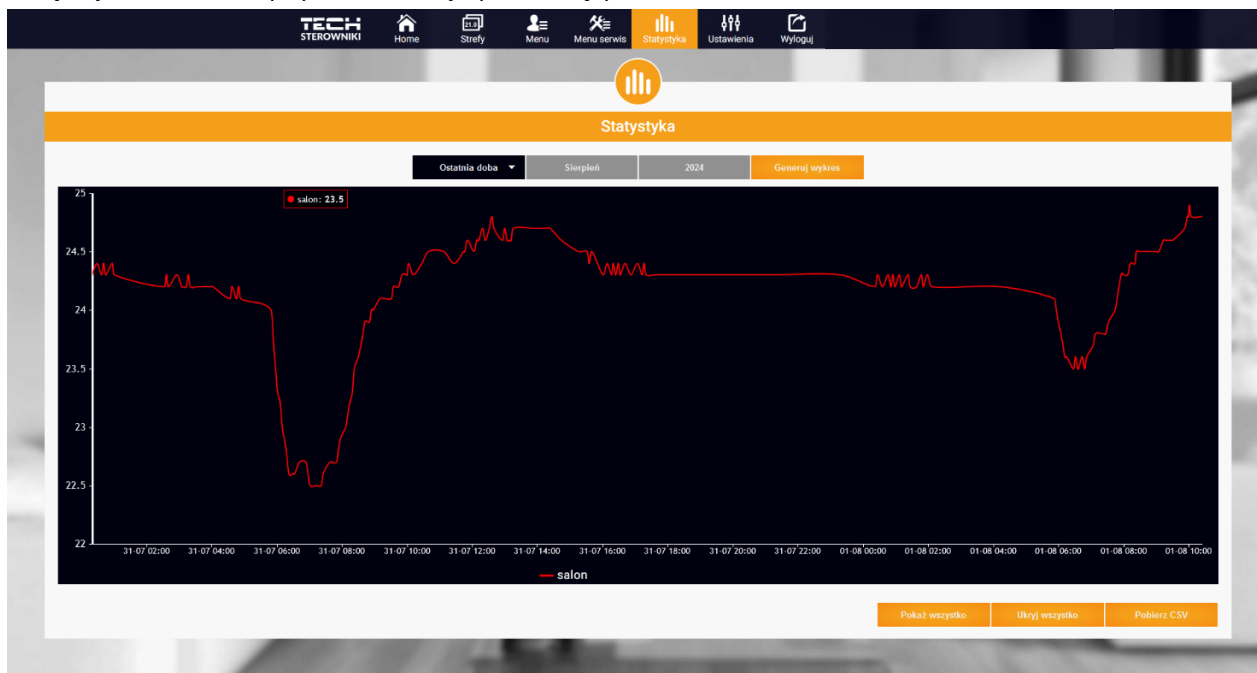 TECH
STEROWNIKI
Home
21.0
Strefy
Menu
Menu serwis
Statystyka
Ustawienia
Wyloguj
Statystyka
Ostatnia doba
Sierpień
2024
Generuj wykres
salon: 23.5
25
24.5
24
23.5
23
22.5
22
31-07 02:00 31-07 04:00 31-07 06:00 31-07 08:00 31-07 10:00 31-07 12:00 31-07 14:00 31-07 16:00 31-07 18:00 31-07 20:00 31-07 22:00 01-08 00:00 01-08 02:00 01-08 04:00 01-08 06:00 01-08 08:00 01-08 10:00
salon
Pokaż wszystko
Ukryj wszystko
Pobierz CSV